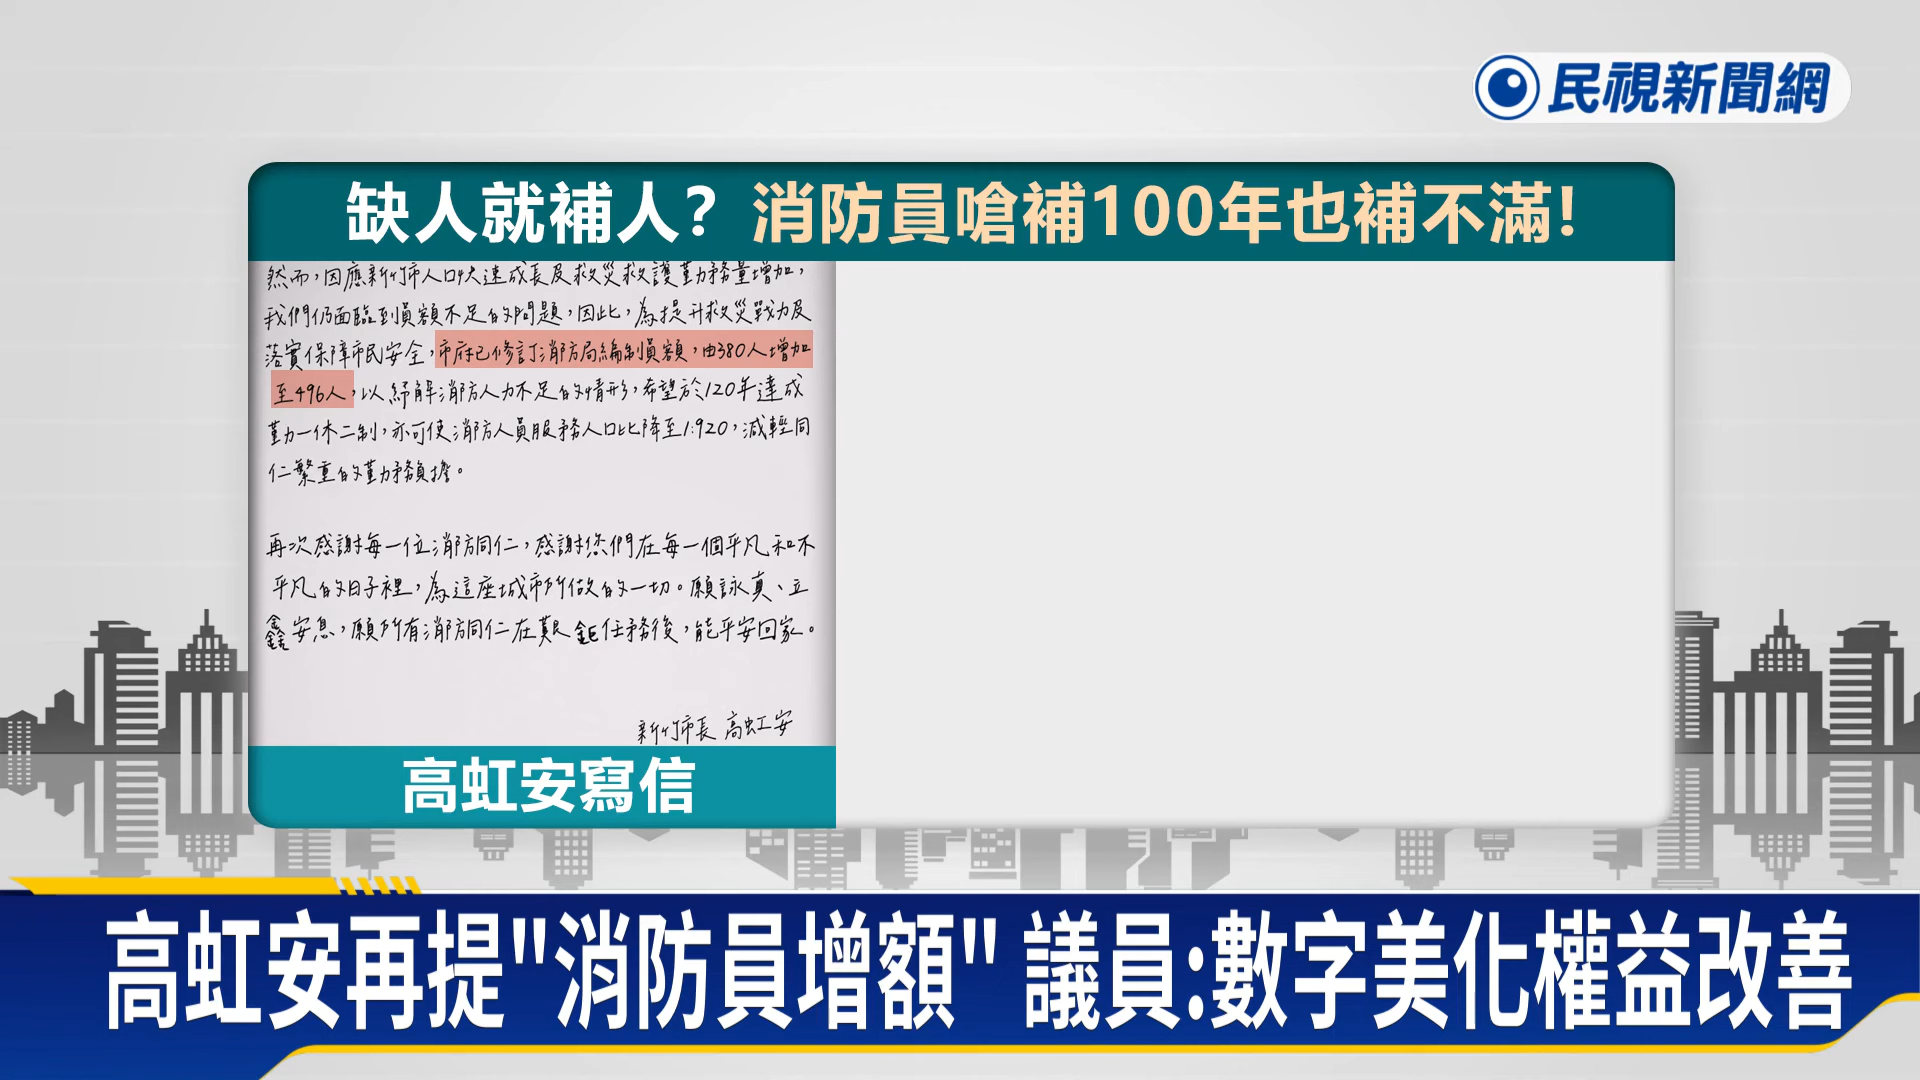 民視新聞網
缺人就補人? 消防員嗆補100年也補不滿!
然而，因應新竹市人口快速成長及救災救護勤務量增加，
我們仍面臨到員額不足的問題，因此，為提升救災戰力及
落實保障市民安全，市府已修訂消防局編制員額，由380人增加
至496人，以紓解消防人力不足的情形，希望於120年達成
勤一休二制，亦可使消防人員服務人口比降至1:920，減輕同
仁繁重的勤務負擔。
再次感謝每一位消防同仁，感謝您們在每一個平凡和不
平凡的日子裡，為這座城市所做的一切。願詠真、立
鑫安息，願所有消防同仁在艱鉅任務後，能平安回家。
新竹市長 高虹安
高虹安寫信
高虹安再提"消防員增額" 議員:數字美化權益改善